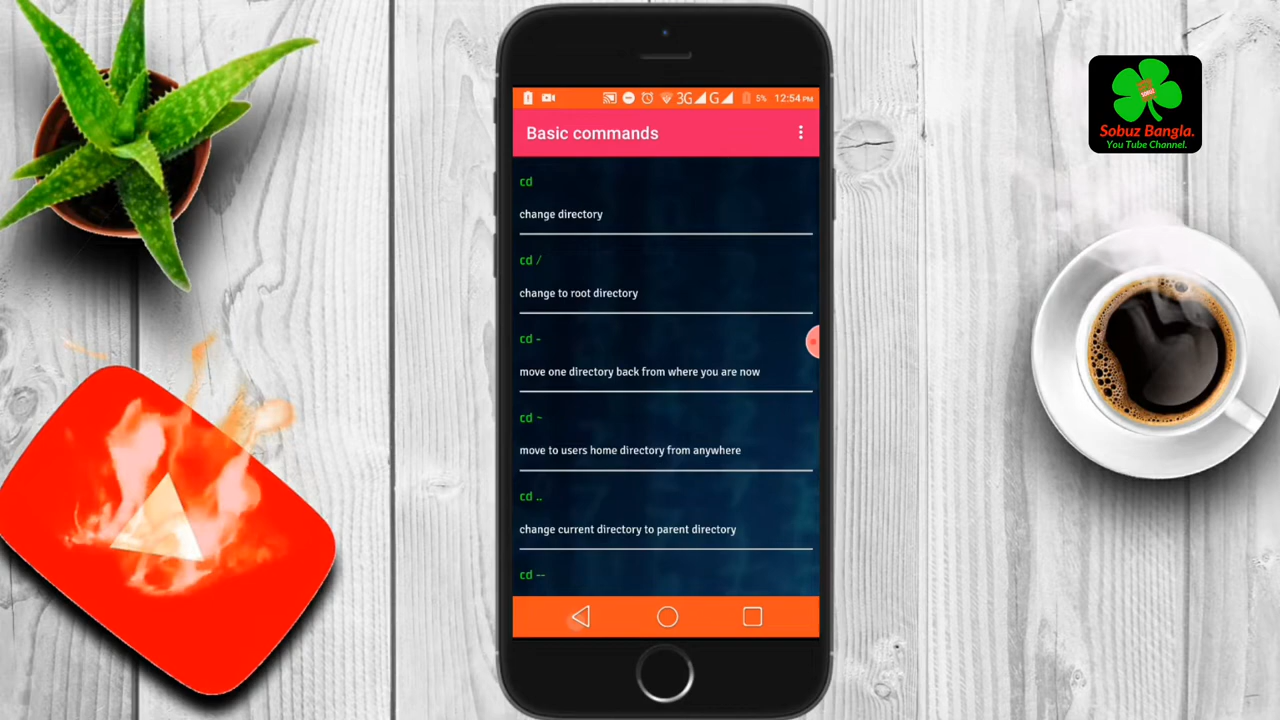 3G G 5% 12:54 PM
Basic commands
cd
change directory
cd /
change to root directory
cd -
move one directory back from where you are now
cd ~
move to users home directory from anywhere
cd ..
change current directory to parent directory
cd --
Sobuz Bangla.
You Tube Channel.